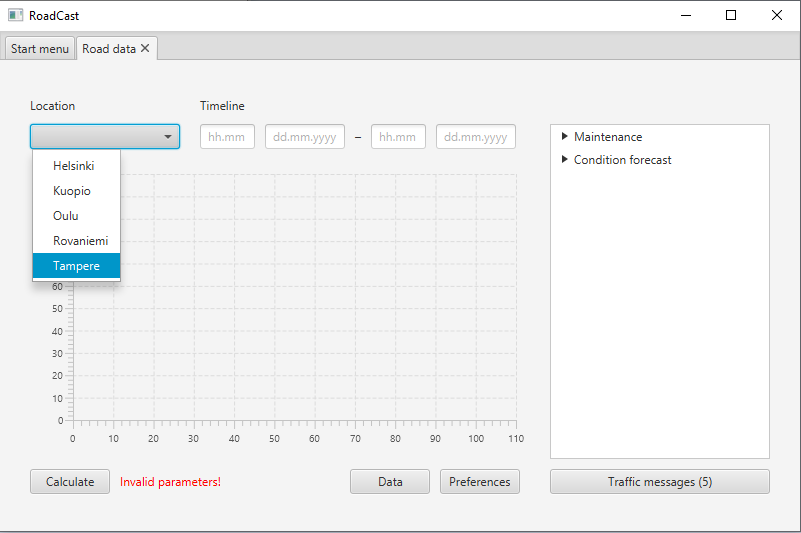 RoadCast
Start menu
Road data
Location
Timeline
hh.mm
dd.mm.yyyy
–
hh.mm
dd.mm.yyyy
Helsinki
Kuopio
Oulu
Rovaniemi
Tampere
Maintenance
Condition forecast
60
50
40
30
20
10
0
0 10 20 30 40 50 60 70 80 90 100 110
Calculate
Invalid parameters!
Data
Preferences
Traffic messages (5)